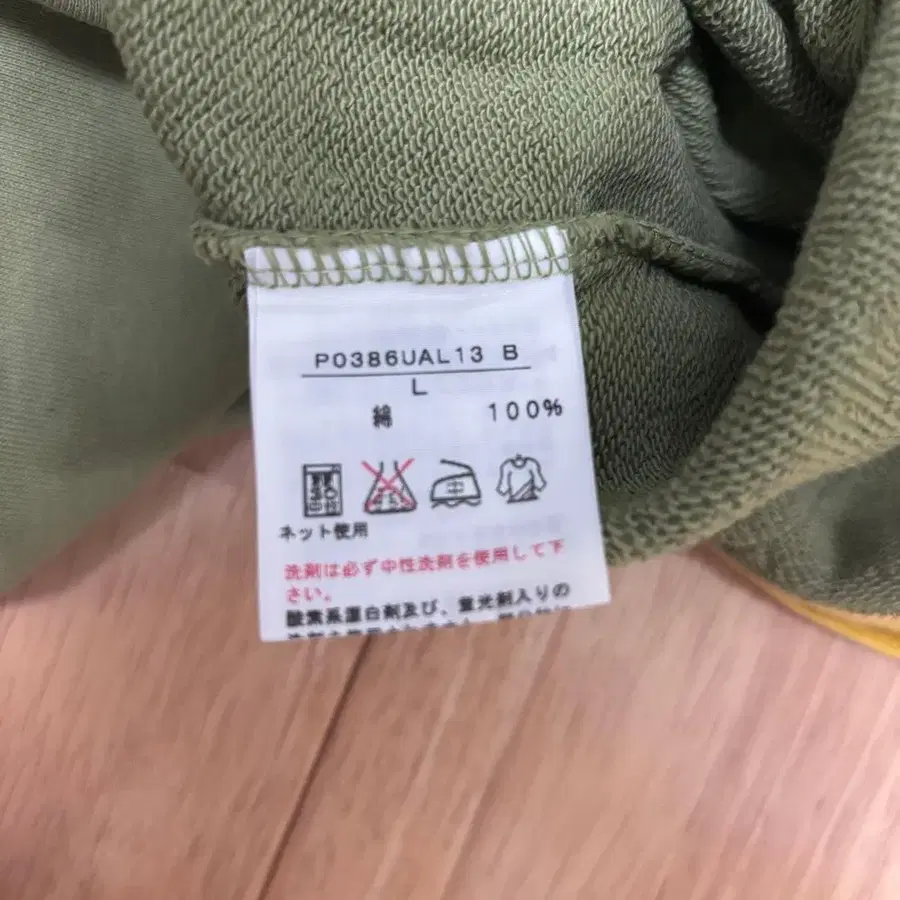 P0386UAL13 B
L
綿 100%
中
ネット使用
洗剤は必ず中性洗剤を使用して下
さい。
酸素系蛋白剤及び、蛍光剤入りの